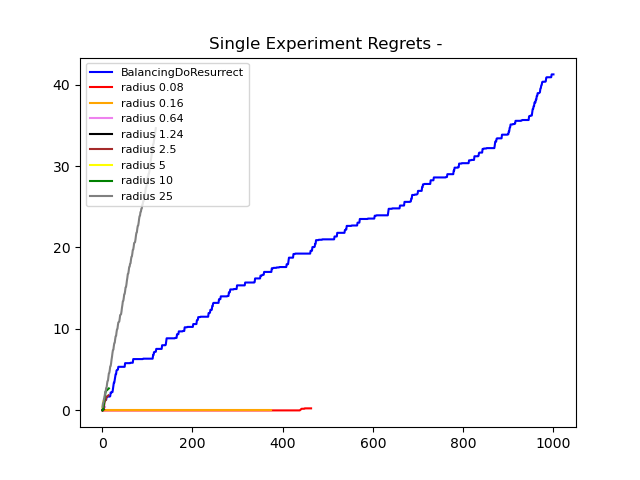 Single Experiment Regrets -
40
30
20
10
0
BalancingDoResurrect
radius 0.08
radius 0.16
radius 0.64
radius 1.24
radius 2.5
radius 5
radius 10
radius 25
0 200 400 600 800 1000